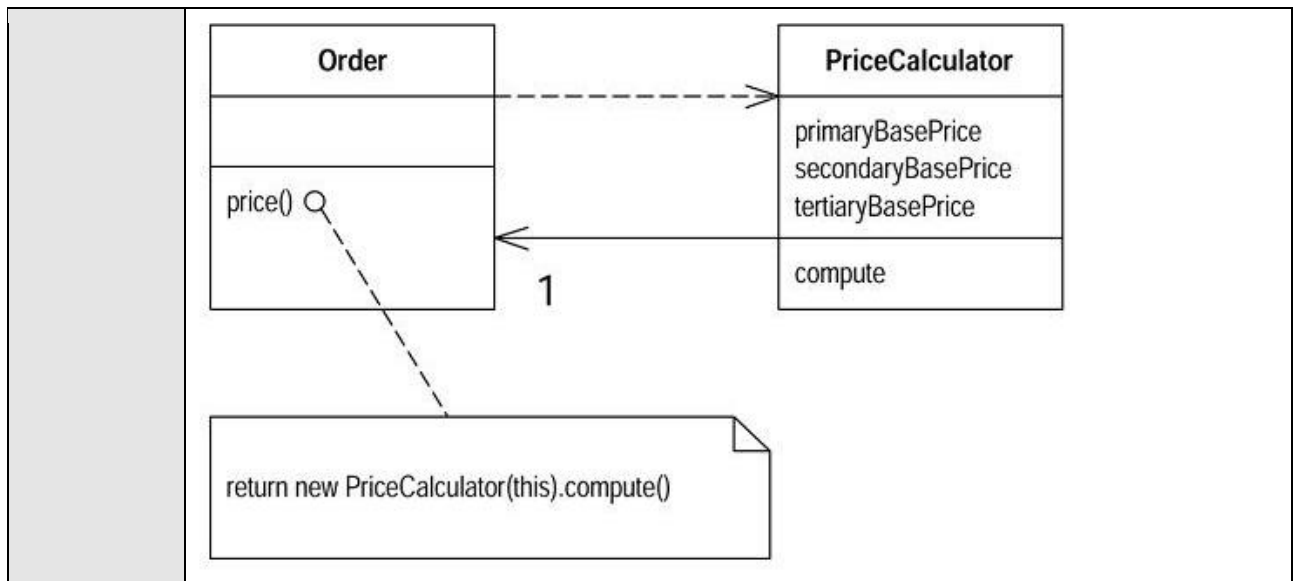 Order
price()
PriceCalculator
primaryBasePrice
secondaryBasePrice
tertiaryBasePrice
compute
1
return new PriceCalculator(this).compute()